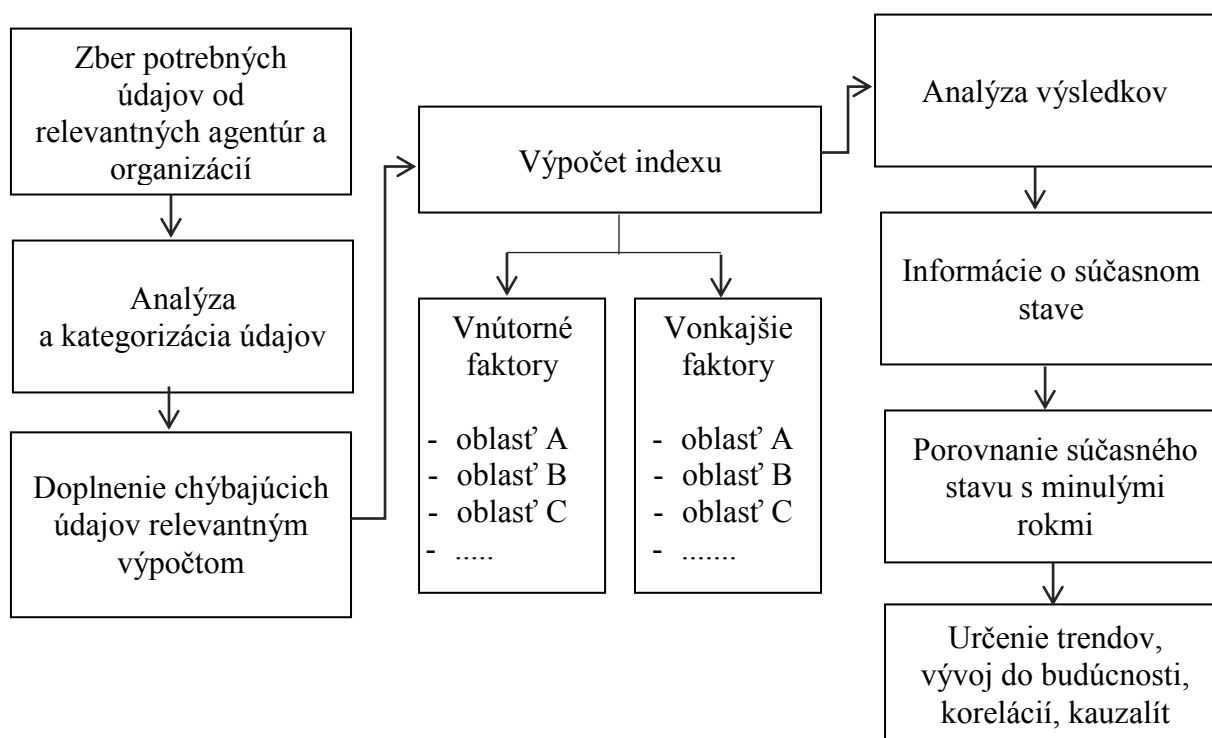 Zber potrebných
údajov od
relevantných agentúr a
organizácií
Analýza
a kategorizácia údajov
Doplnenie chýbajúcich
údajov relevantným
výpočtom
Výpočet indexu
Vnútorné
faktory
- oblasť A
- oblasť B
- oblasť C
- .....
Vonkajšie
faktory
- oblasť A
- oblasť B
- oblasť C
- .......
Analýza výsledkov
Informácie o súčasnom
stave
Porovnanie súčasného
stavu s minulými
rokmi
Určenie trendov,
vývoj do budúcnosti,
korelácií, kauzalít